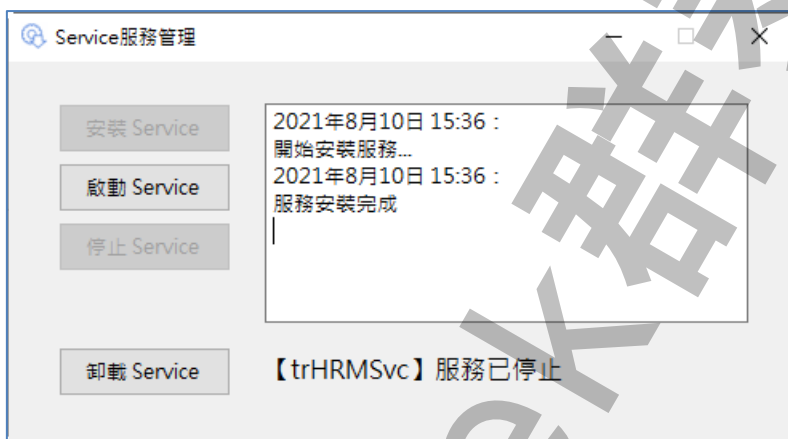 Service服務管理
安裝 Service
啟動 Service
停止 Service
卸載 Service
2021年8月10日 15:36：
開始安裝服務...
2021年8月10日 15:36：
服務安裝完成
【trHRMSvc】服務已停止